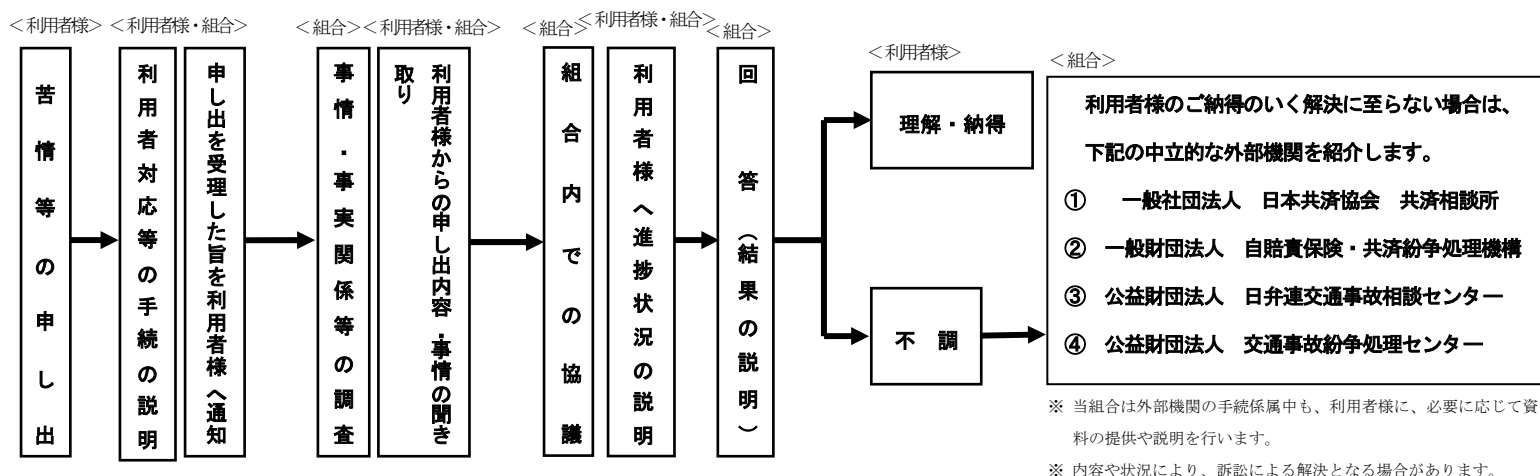 ＜利用者様＞
苦情等の申し出
＜利用者様・組合＞
利用者対応等の手続の説明
申し出を受理した旨を利用者様へ通知
＜組合＞
事情・事実関係等の調査
＜利用者様・組合＞
利用者様からの申し出内容・事情の聞き
取り
＜組合＞
組合内での協議
＜利用者様・組合＞
利用者様へ進捗状況の説明
＜組合＞
回　答（結果の説明）
＜利用者様＞
理解・納得
不　調
＜組合＞
利用者様のご納得のいく解決に至らない場合は、
下記の中立的な外部機関を紹介します。
①　一般社団法人　日本共済協会　共済相談所
②　一般財団法人　自賠責保険・共済紛争処理機構
③　公益財団法人　日弁連交通事故相談センター
④　公益財団法人　交通事故紛争処理センター
※ 当組合は外部機関の手続係属中も、利用者様に、必要に応じて資
料の提供や説明を行います。
※ 内容や状況により、訴訟による解決となる場合があります。